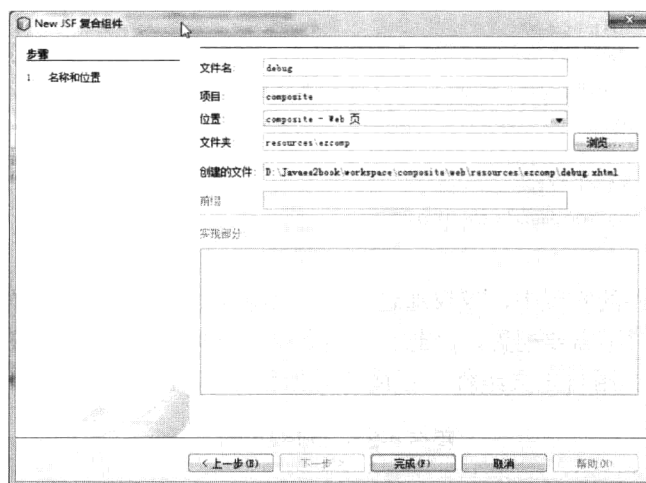 New JSF 复合组件
步骤
1. 名称和位置
文件名: debug
项目: composite
位置: composite - Web 页
文件夹 resources\ezcomp 浏览...
创建的文件: D:\Javaee2book\workspace\composite\web\resources\ezcomp\debug.xhtml
前缀
实现部分
< 上一步(B) 下一步 > 完成(F) 取消 帮助(H)